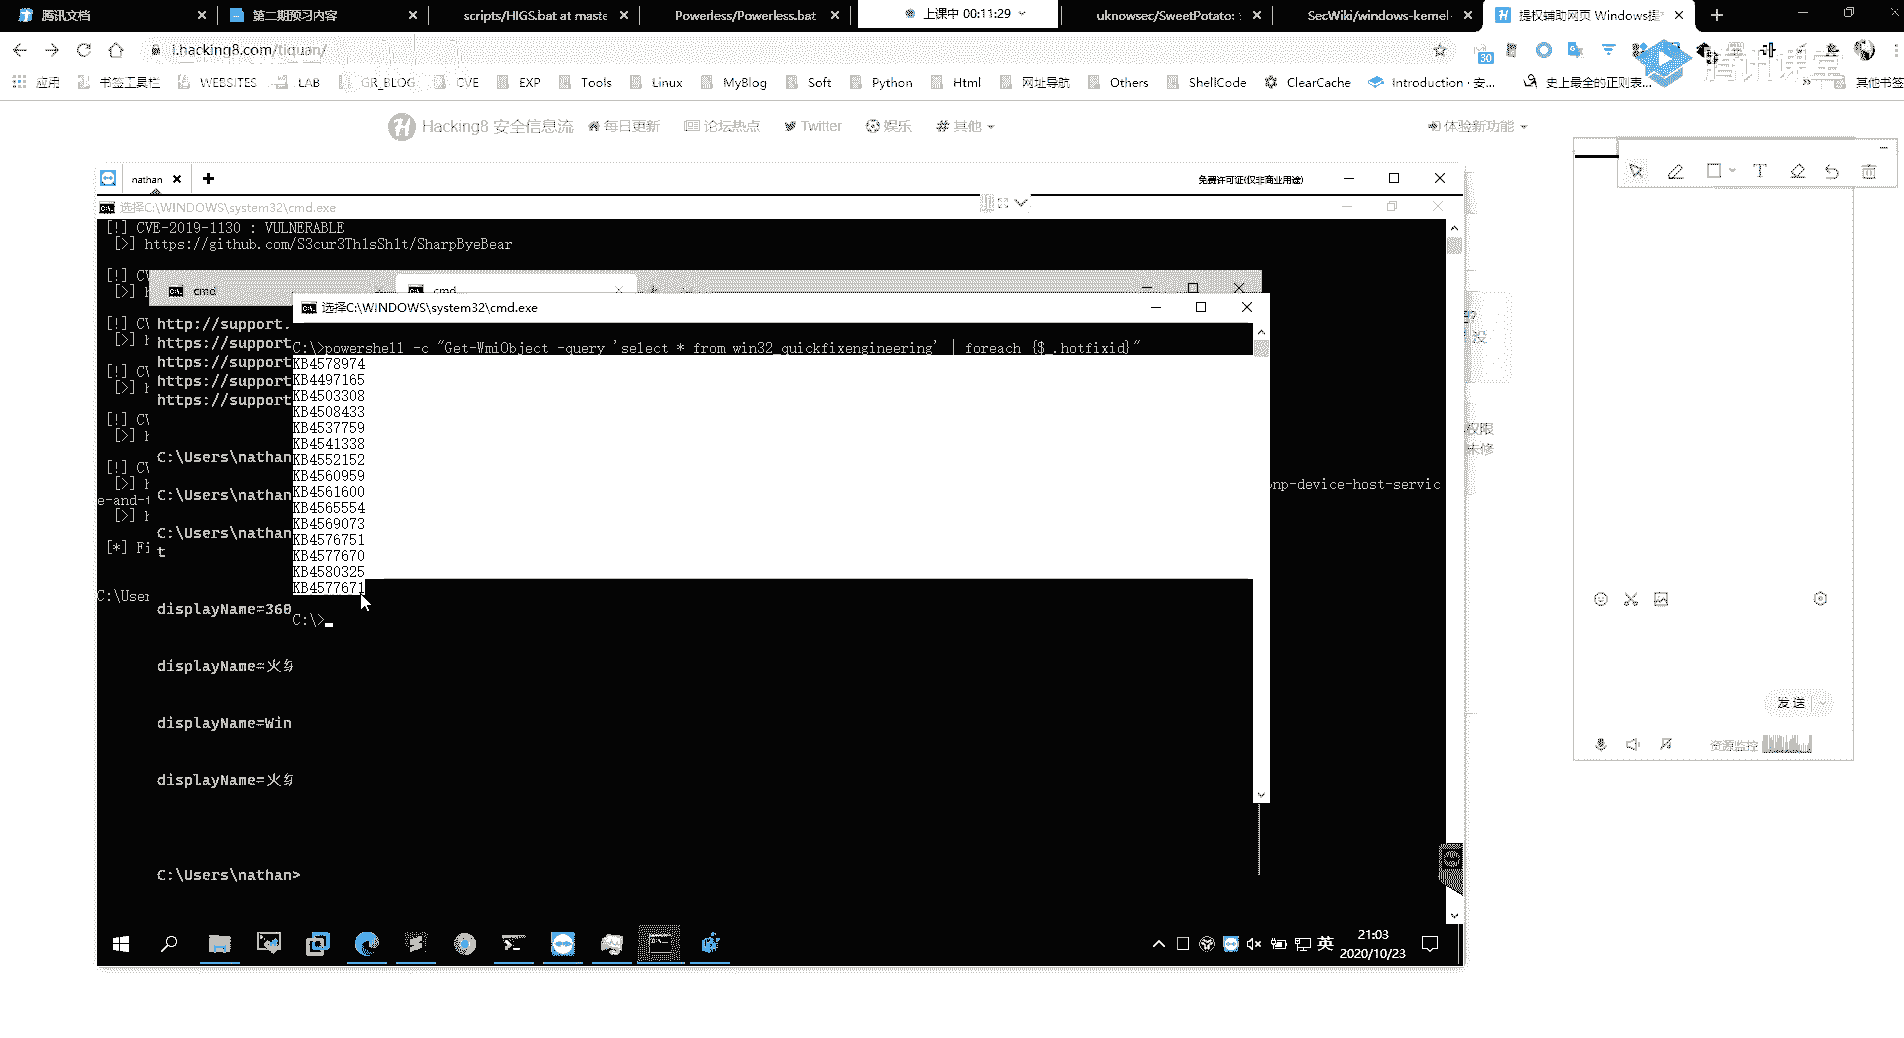 腾讯文档
第二期预习内容
scripts/HIGS.bat at maste
Powerless/Powerless.bat
上课中 00:11:29
uknowsec/SweetPotato:
SecWiki/windows-kernel-
提权辅助网页 Windows提
i.hacking8.com/tiquan/
30
应用
书签工具栏
WEBSITES
LAB
GR_BLOG
CVE
EXP
Tools
Linux
MyBlog
Soft
Python
Html
网址导航
Others
ShellCode
ClearCache
Introduction · 安...
史上最全的正则表...
其他书签
腾讯课堂
Hacking8 安全信息流
每日更新
论坛热点
Twitter
娱乐
其他
体验新功能
nathan
免费许可证(仅非商业用途)
选择C:\WINDOWS\system32\cmd.exe
[!] CVE-2019-1130 : VULNERABLE
[>] https://github.com/S3cur3Th1sSh1t/SharpByeBear
cmd
cmd
选择C:\WINDOWS\system32\cmd.exe
http://support.
https://support
https://support
https://support
https://support
C:\>powershell -c "Get-WmiObject -query 'select * from win32_quickfixengineering' | foreach {$_.hotfixid}"
KB4578974
KB4497165
KB4503308
KB4508433
KB4537759
KB4541338
KB4552152
KB4560959
KB4561600
KB4565554
KB4569073
KB4576751
KB4577670
KB4580325
KB4577671
C:\>
C:\Users\nathan
C:\Users\nathan
C:\Users\nathan
t
np-device-host-servic
e-and-
[*] Fi
C:\User
displayName=360
displayName=火
displayName=Win
displayName=火
C:\Users\nathan>
权限
未修
发送
资源监控
英
21:03
2020/10/23